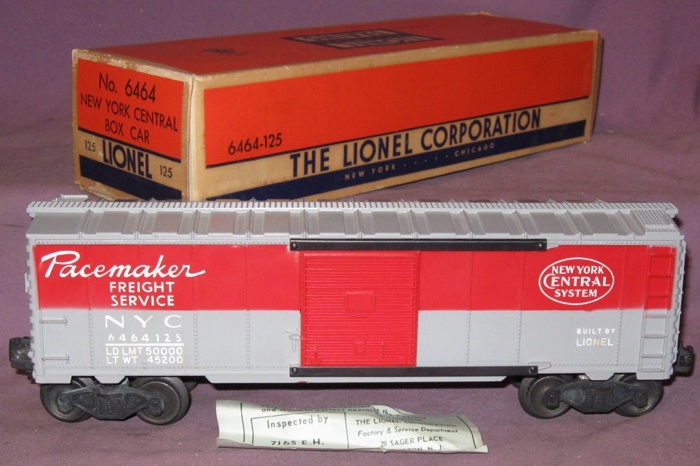 No. 6464
NEW YORK CENTRAL
BOX CAR
125 LIONEL 125
6464-125
THE LIONEL CORPORATION
NEW YORK · · · · · CHICAGO
Pacemaker
FREIGHT
SERVICE
NYC
6464125
LD LMT 50000
LT WT 45200
NEW YORK
CENTRAL
SYSTEM
BUILT BY
LIONEL
Inspected by
7165 E.H.
THE LIONEL
Factory & Service Department
26 SAGER PLACE
N. J.